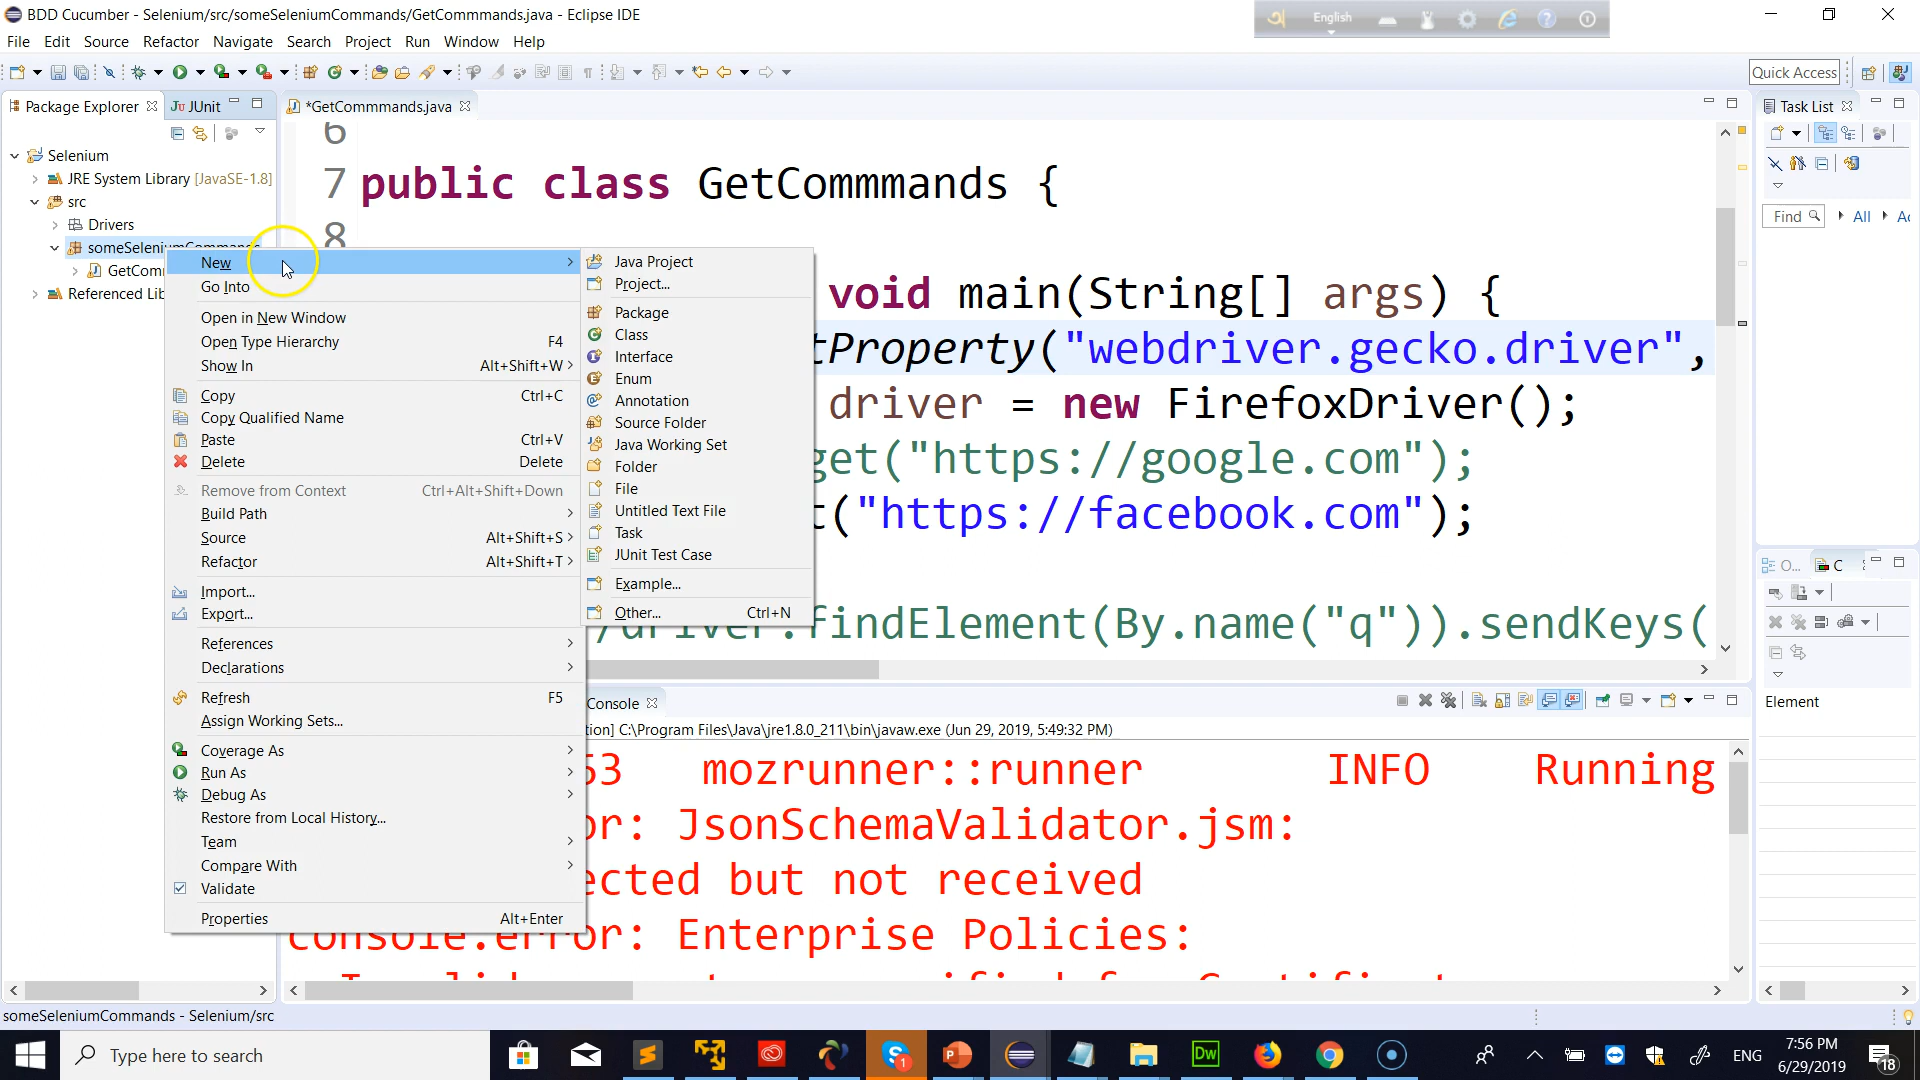 BDD Cucumber - Selenium/src/someSeleniumCommands/GetCommmands.java - Eclipse IDE
English
File Edit Source Refactor Navigate Search Project Run Window Help
Quick Access
Package Explorer
JUnit
*GetCommmands.java
Task List
Selenium
JRE System Library [JavaSE-1.8]
src
Drivers
someSeleniumCommands
GetCom
Referenced Lib
6
7 public class GetCommmands {
8
void main(String[] args) {
tProperty("webdriver.gecko.driver",
driver = new FirefoxDriver();
get("https://google.com");
t("https://facebook.com");
/driver.findElement(By.name("q")).sendKeys(
Find
All
Ac
New
Go Into
Open in New Window
Open Type Hierarchy F4
Show In Alt+Shift+W
Copy Ctrl+C
Copy Qualified Name
Paste Ctrl+V
Delete Delete
Remove from Context Ctrl+Alt+Shift+Down
Build Path
Source Alt+Shift+S
Refactor Alt+Shift+T
Import...
Export...
References
Declarations
Refresh F5
Assign Working Sets...
Coverage As
Run As
Debug As
Restore from Local History...
Team
Compare With
Validate
Properties Alt+Enter
Java Project
Project...
Package
Class
Interface
Enum
Annotation
Source Folder
Java Working Set
Folder
File
Untitled Text File
Task
JUnit Test Case
Example...
Other... Ctrl+N
O...
C
Element
Console
tion] C:\Program Files\Java\jre1.8.0_211\bin\javaw.exe (Jun 29, 2019, 5:49:32 PM)
53 mozrunner::runner INFO Running
or: JsonSchemaValidator.jsm:
ected but not received
console.error: Enterprise Policies:
someSeleniumCommands - Selenium/src
Type here to search
1
Dw
ENG
7:56 PM
6/29/2019
18